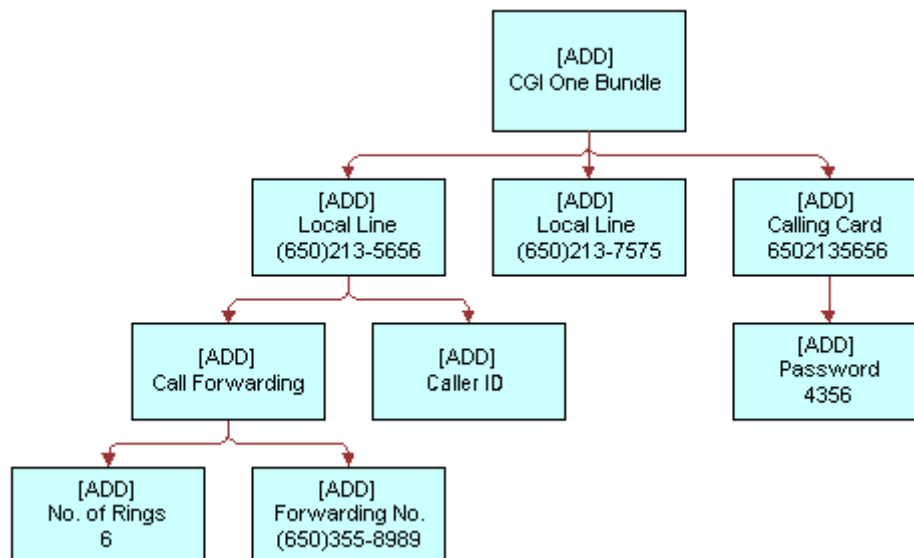 [ADD]
CGI One Bundle
[ADD]
Local Line
(650)213-5656
[ADD]
Local Line
(650)213-7575
[ADD]
Calling Card
6502135656
[ADD]
Call Forwarding
[ADD]
Caller ID
[ADD]
Password
4356
[ADD]
No. of Rings
6
[ADD]
Forwarding No.
(650)355-8989